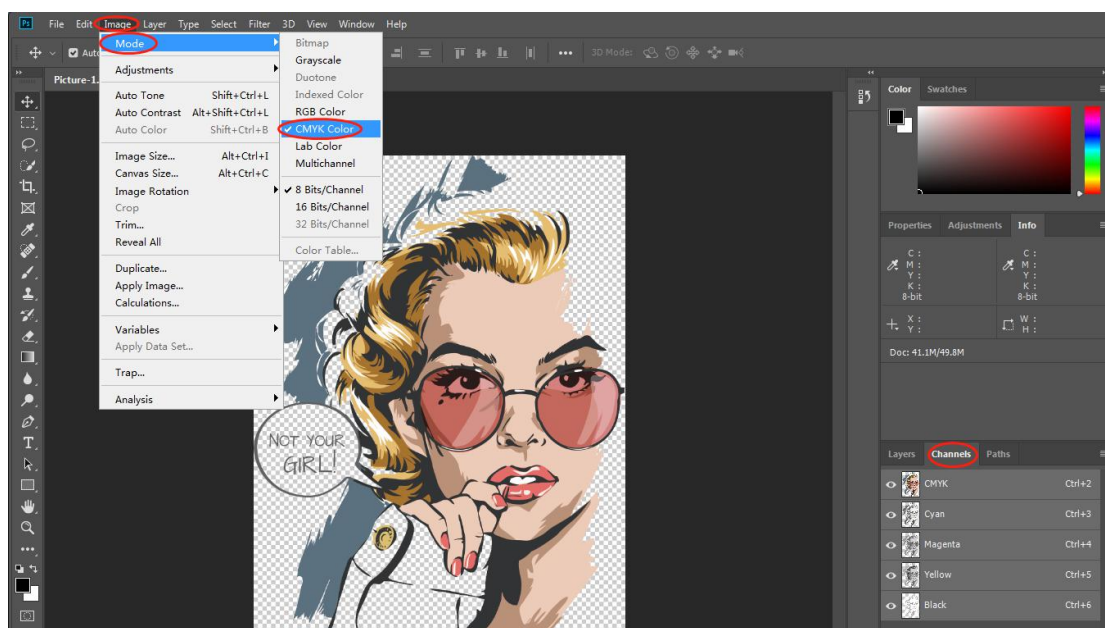 Ps File Edit Image Layer Type Select Filter 3D View Window Help
3D Mode:
Picture-1.
Mode
Adjustments
Auto Tone Shift+Ctrl+L
Auto Contrast Alt+Shift+Ctrl+L
Auto Color Shift+Ctrl+B
Image Size... Alt+Ctrl+I
Canvas Size... Alt+Ctrl+C
Image Rotation
Crop
Trim...
Reveal All
Duplicate...
Apply Image...
Calculations...
Variables
Apply Data Set...
Trap...
Analysis
Bitmap
Grayscale
Duotone
Indexed Color
RGB Color
CMYK Color
Lab Color
Multichannel
8 Bits/Channel
16 Bits/Channel
32 Bits/Channel
Color Table...
NOT YOUR
GIRL!
Color Swatches
Properties Adjustments Info
C : C :
M : M :
Y : Y :
K : K :
8-bit 8-bit
X : W :
Y : H :
Doc: 41.1M/49.8M
Layers Channels Paths
CMYK Ctrl+2
Cyan Ctrl+3
Magenta Ctrl+4
Yellow Ctrl+5
Black Ctrl+6